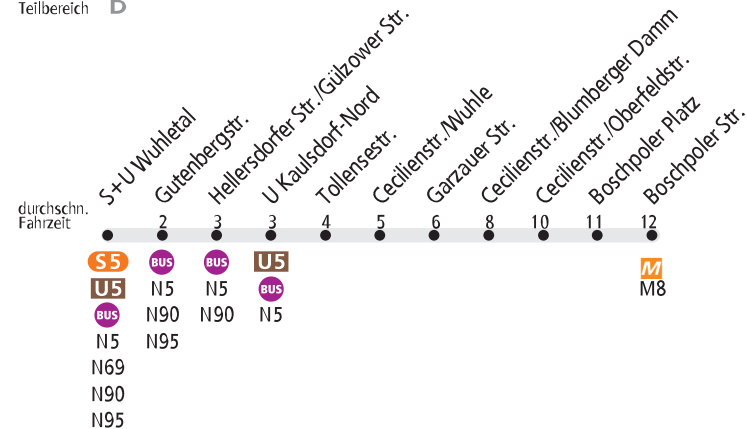 Teilbereich D
S+U Wuhletal
Gutenbergstr.
Hellersdorfer Str./Gülzower Str.
U Kaulsdorf-Nord
Tollensestr.
Cecilienstr./Wuhle
Garzauer Str.
Cecilienstr./Blumberger Damm
Cecilienstr./Oberfeldstr.
Boschpoler Platz
Boschpoler Str.
durchschn.
Fahrzeit 2 3 3 4 5 6 8 10 11 12
S5 BUS BUS U5 M
U5 N5 N5 BUS M8
BUS N90 N90 N5
N5 N95
N69
N90
N95